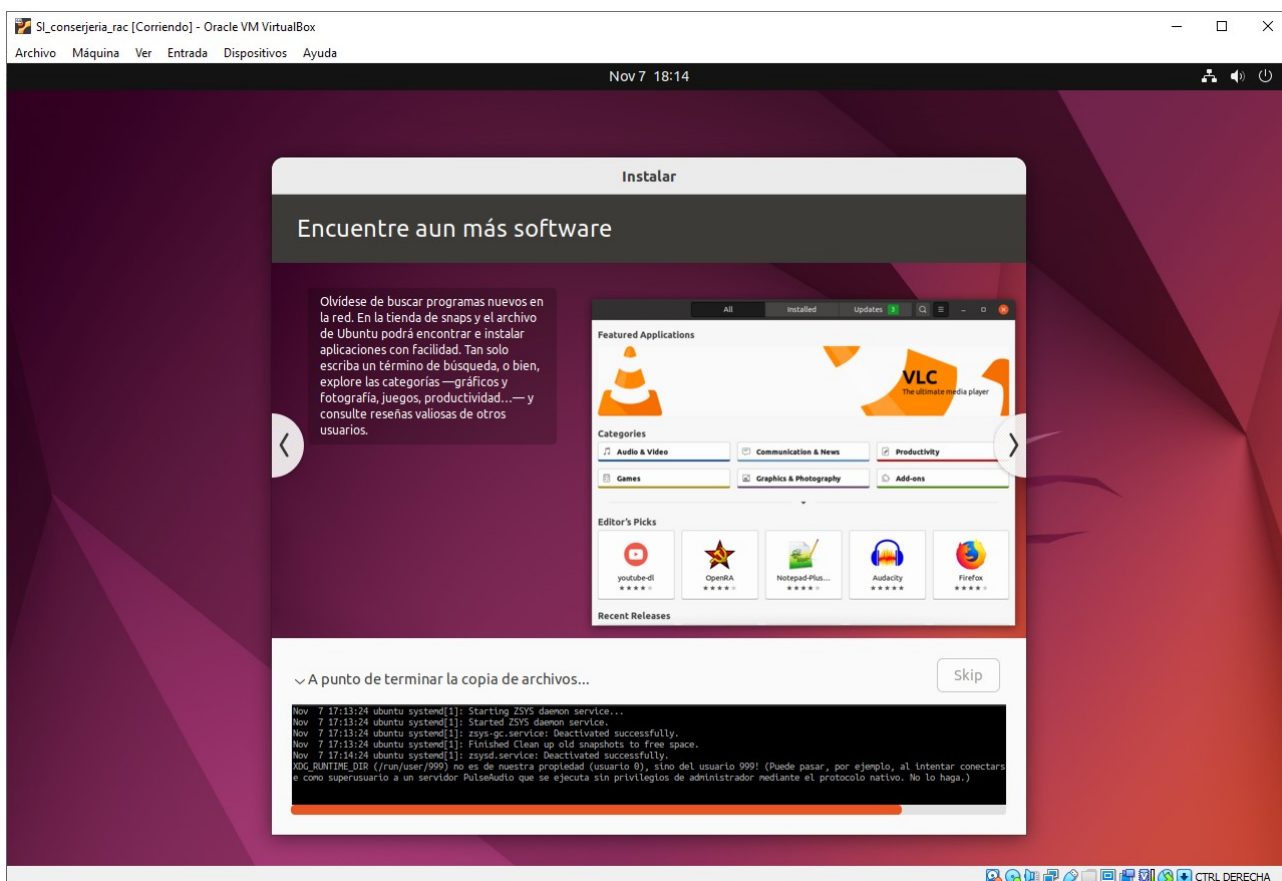 SI_conserjeria_rac [Corriendo] - Oracle VM VirtualBox
Archivo Máquina Ver Entrada Dispositivos Ayuda
Nov 7 18:14
Instalar
Encuentre aun más software
Olvídese de buscar programas nuevos en
la red. En la tienda de snaps y el archivo
de Ubuntu podrá encontrar e instalar
aplicaciones con facilidad. Tan solo
escriba un término de búsqueda, o bien,
explore las categorías —gráficos y
fotografía, juegos, productividad...— y
consulte reseñas valiosas de otros
usuarios.
All Installed Updates 3
Featured Applications
VLC
The ultimate media player
Categories
Audio & Video Communication & News Productivity
Games Graphics & Photography Add-ons
Editor's Picks
youtube-dl OpenRA Notepad-Plus... Audacity Firefox
Recent Releases
A punto de terminar la copia de archivos...
Skip
Nov 7 17:13:24 ubuntu systemd[1]: Starting ZSYS daemon service...
Nov 7 17:13:24 ubuntu systemd[1]: Started ZSYS daemon service.
Nov 7 17:13:24 ubuntu systemd[1]: zsys-gc.service: Deactivated successfully.
Nov 7 17:13:24 ubuntu systemd[1]: Finished Clean up old snapshots to free space.
Nov 7 17:14:24 ubuntu systemd[1]: zsysd.service: Deactivated successfully.
XDG_RUNTIME_DIR (/run/user/999) no es de nuestra propiedad (usuario 0), sino del usuario 999! (Puede pasar, por ejemplo, al intentar conectars
e como superusuario a un servidor PulseAudio que se ejecuta sin privilegios de administrador mediante el protocolo nativo. No lo haga.)
CTRL DERECHA